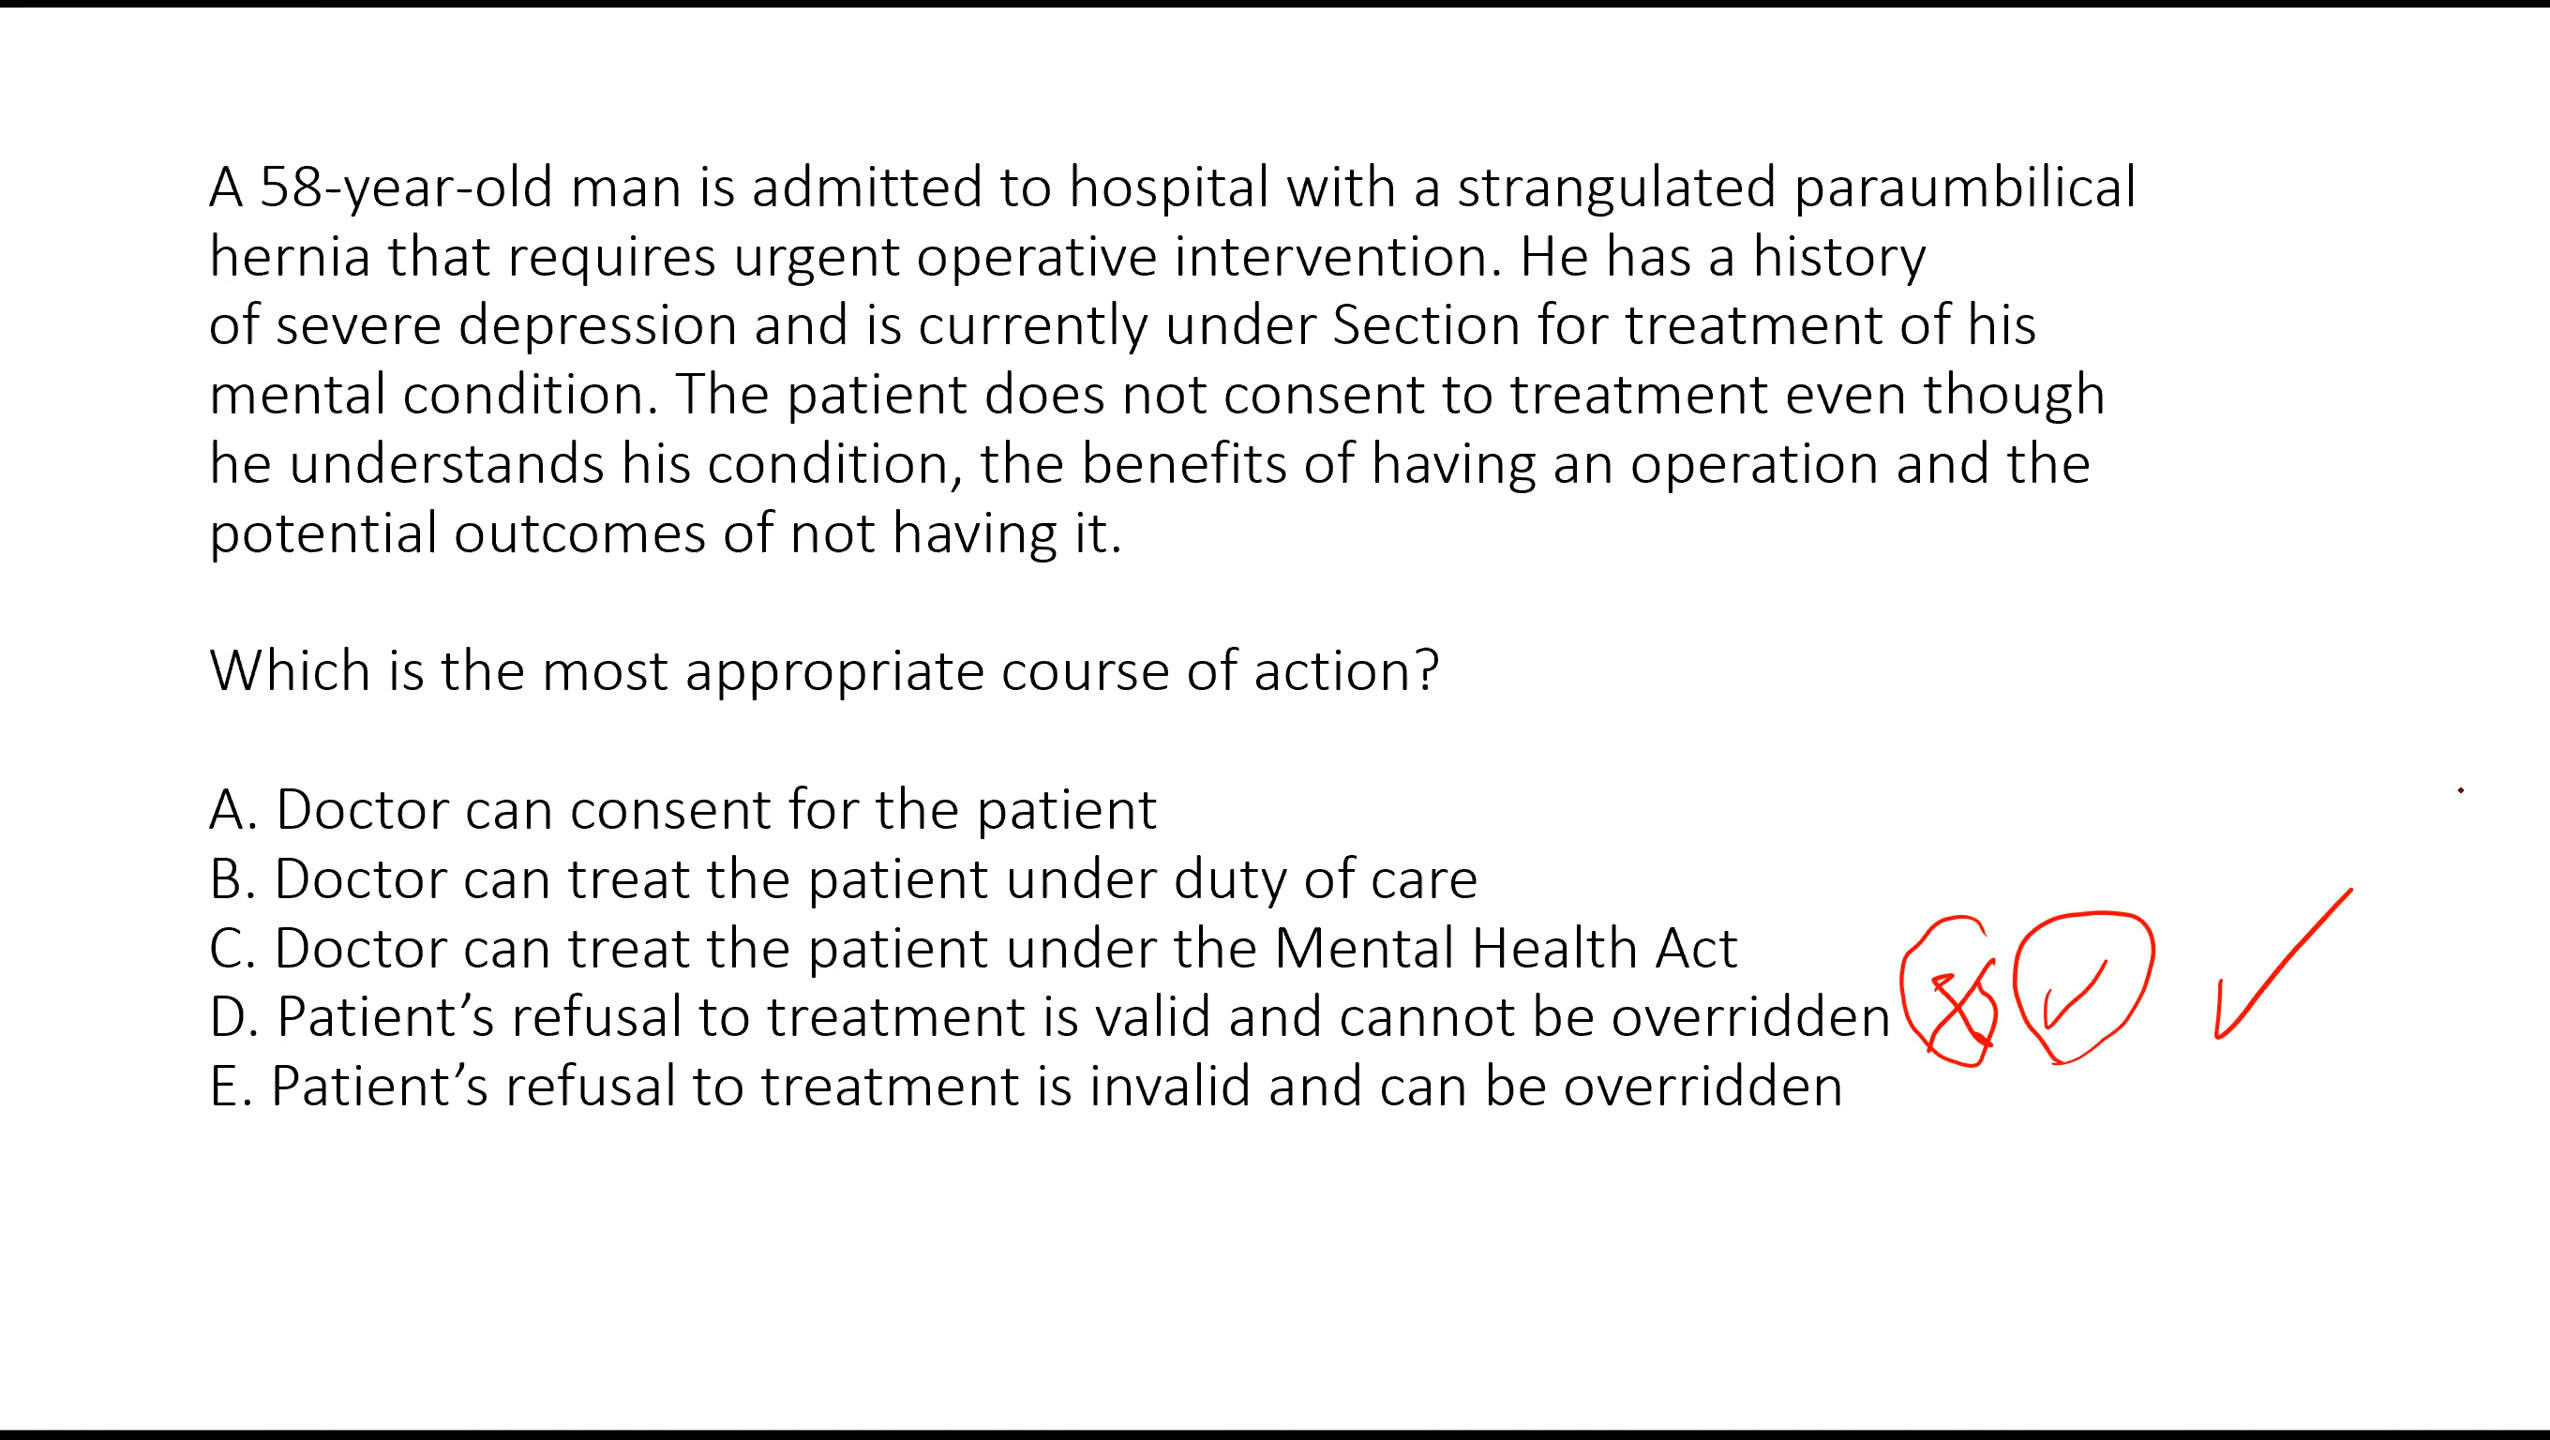 A 58-year-old man is admitted to hospital with a strangulated paraumbilical
hernia that requires urgent operative intervention. He has a history
of severe depression and is currently under Section for treatment of his
mental condition. The patient does not consent to treatment even though
he understands his condition, the benefits of having an operation and the
potential outcomes of not having it.
Which is the most appropriate course of action?
A. Doctor can consent for the patient
B. Doctor can treat the patient under duty of care
C. Doctor can treat the patient under the Mental Health Act
D. Patient’s refusal to treatment is valid and cannot be overridden
E. Patient’s refusal to treatment is invalid and can be overridden